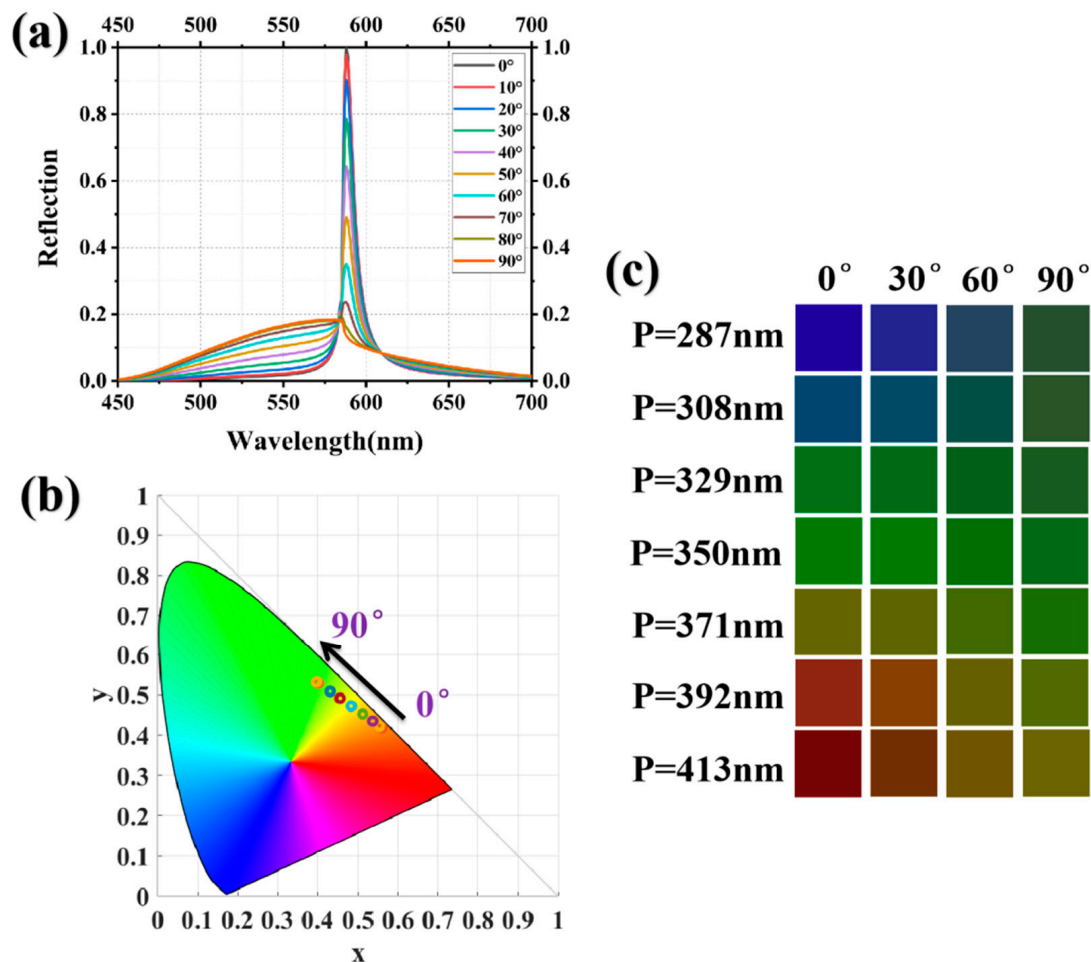 (a)
450 500 550 600 650 700
1.0 1.0
0.8 0.8
0.6 0.6
0.4 0.4
0.2 0.2
0.0 0.0
450 500 550 600 650 700
Reflection
Wavelength(nm)
0°
10°
20°
30°
40°
50°
60°
70°
80°
90°
(b)
1
0.9
0.8
0.7
0.6
0.5
0.4
0.3
0.2
0.1
0
0 0.1 0.2 0.3 0.4 0.5 0.6 0.7 0.8 0.9 1
y
x
90°
0°
(c)
0° 30° 60° 90°
P=287nm
P=308nm
P=329nm
P=350nm
P=371nm
P=392nm
P=413nm